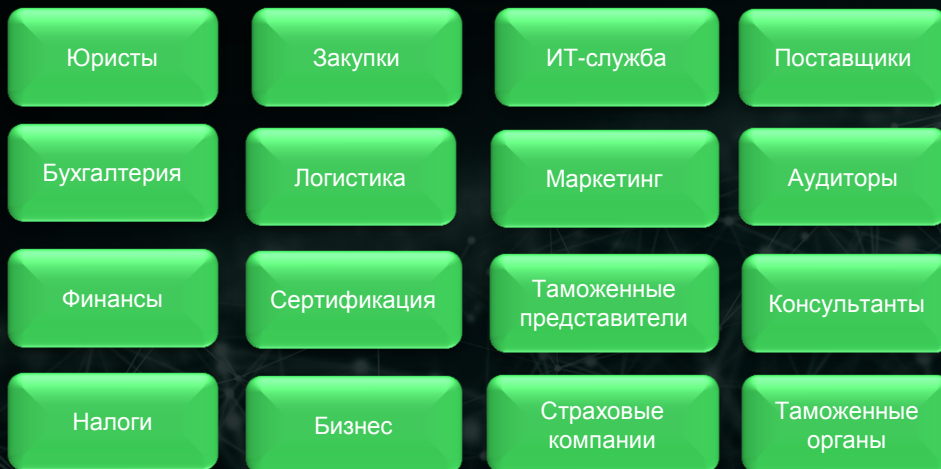 Юристы
Закупки
ИТ-служба
Поставщики
Бухгалтерия
Логистика
Маркетинг
Аудиторы
Финансы
Сертификация
Таможенные
представители
Консультанты
Налоги
Бизнес
Страховые
компании
Таможенные
органы